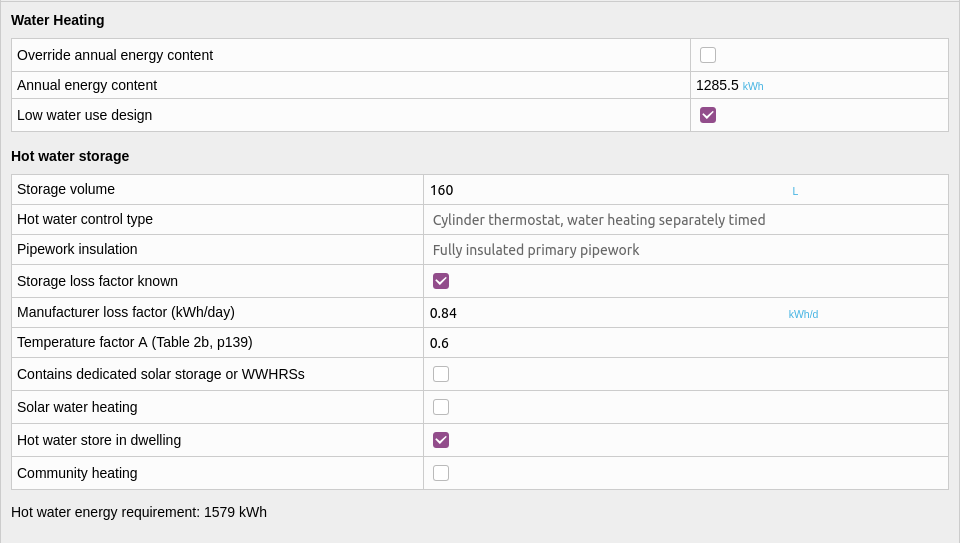 Water Heating
Override annual energy content
Annual energy content 1285.5 kWh
Low water use design
Hot water storage
Storage volume 160 L
Hot water control type Cylinder thermostat, water heating separately timed
Pipework insulation Fully insulated primary pipework
Storage loss factor known
Manufacturer loss factor (kWh/day) 0.84 kWh/d
Temperature factor A (Table 2b, p139) 0.6
Contains dedicated solar storage or WWHRSs
Solar water heating
Hot water store in dwelling
Community heating
Hot water energy requirement: 1579 kWh